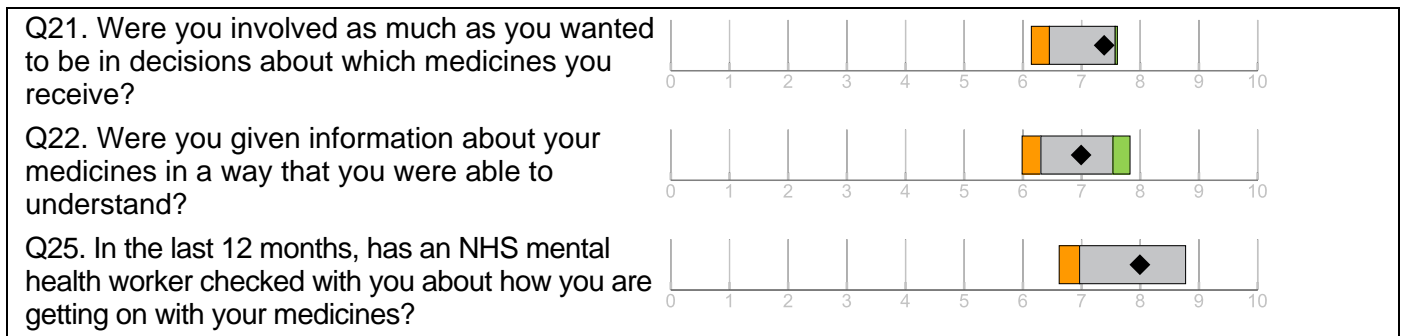 Q21. Were you involved as much as you wanted
to be in decisions about which medicines you
receive?
0 1 2 3 4 5 6 7 8 9 10
Q22. Were you given information about your
medicines in a way that you were able to
understand?
0 1 2 3 4 5 6 7 8 9 10
Q25. In the last 12 months, has an NHS mental
health worker checked with you about how you are
getting on with your medicines?
0 1 2 3 4 5 6 7 8 9 10